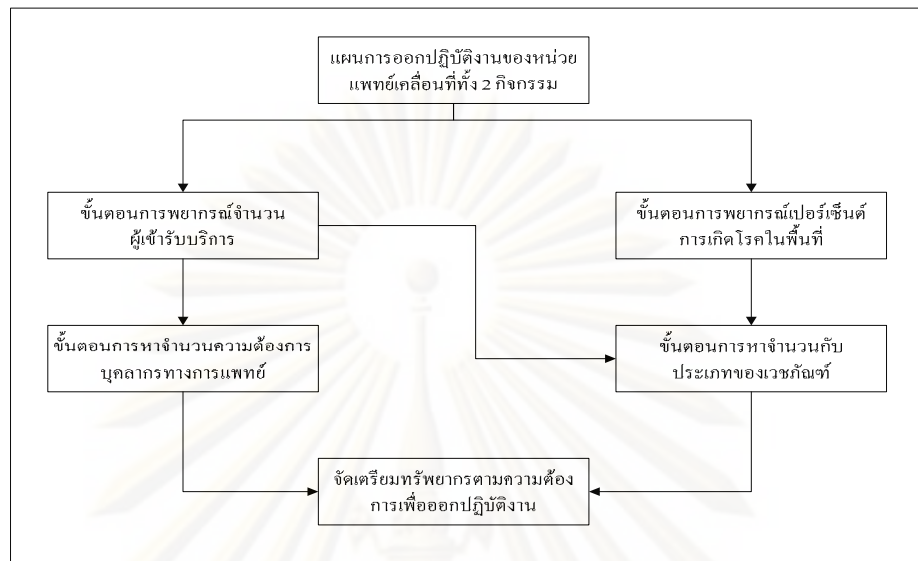 แผนการออกปฏิบัติงานของหน่วย
แพทย์เคลื่อนที่ทั้ง 2 กิจกรรม
ขั้นตอนการพยากรณ์จำนวน
ผู้เข้ารับบริการ
ขั้นตอนการพยากรณ์เปอร์เซ็นต์
การเกิดโรคในพื้นที่
ขั้นตอนการหาจำนวนความต้องการ
บุคลากรทางการแพทย์
ขั้นตอนการหาจำนวนกับ
ประเภทของเวชภัณฑ์
จัดเตรียมทรัพยากรตามความต้อง
การเพื่อออกปฏิบัติงาน